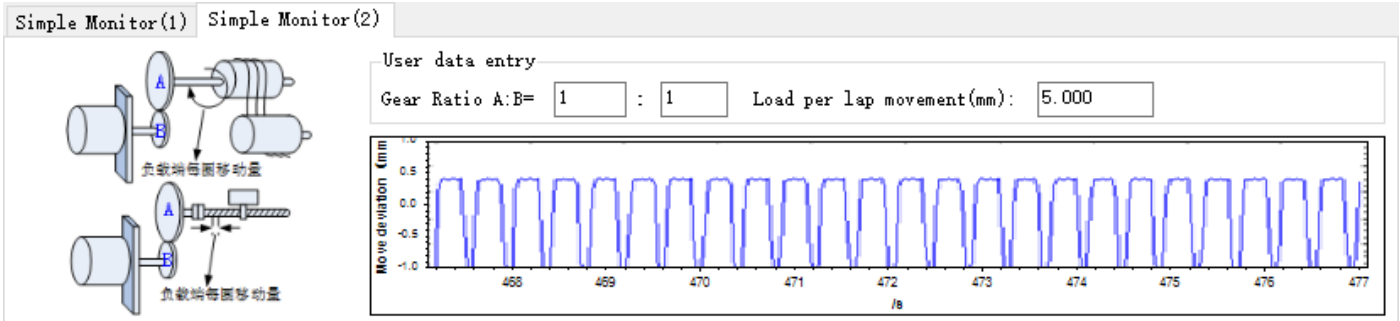 Simple Monitor(1)
Simple Monitor(2)
A
B
负载端每圈移动量
A
B
负载端每圈移动量
User data entry
Gear Ratio A:B= 1 : 1 Load per lap movement(mm): 5.000
Move deviation (mm
1.0
0.5
0.0
-0.5
-1.0
468 469 470 471 472 473 474 475 476 477
/s